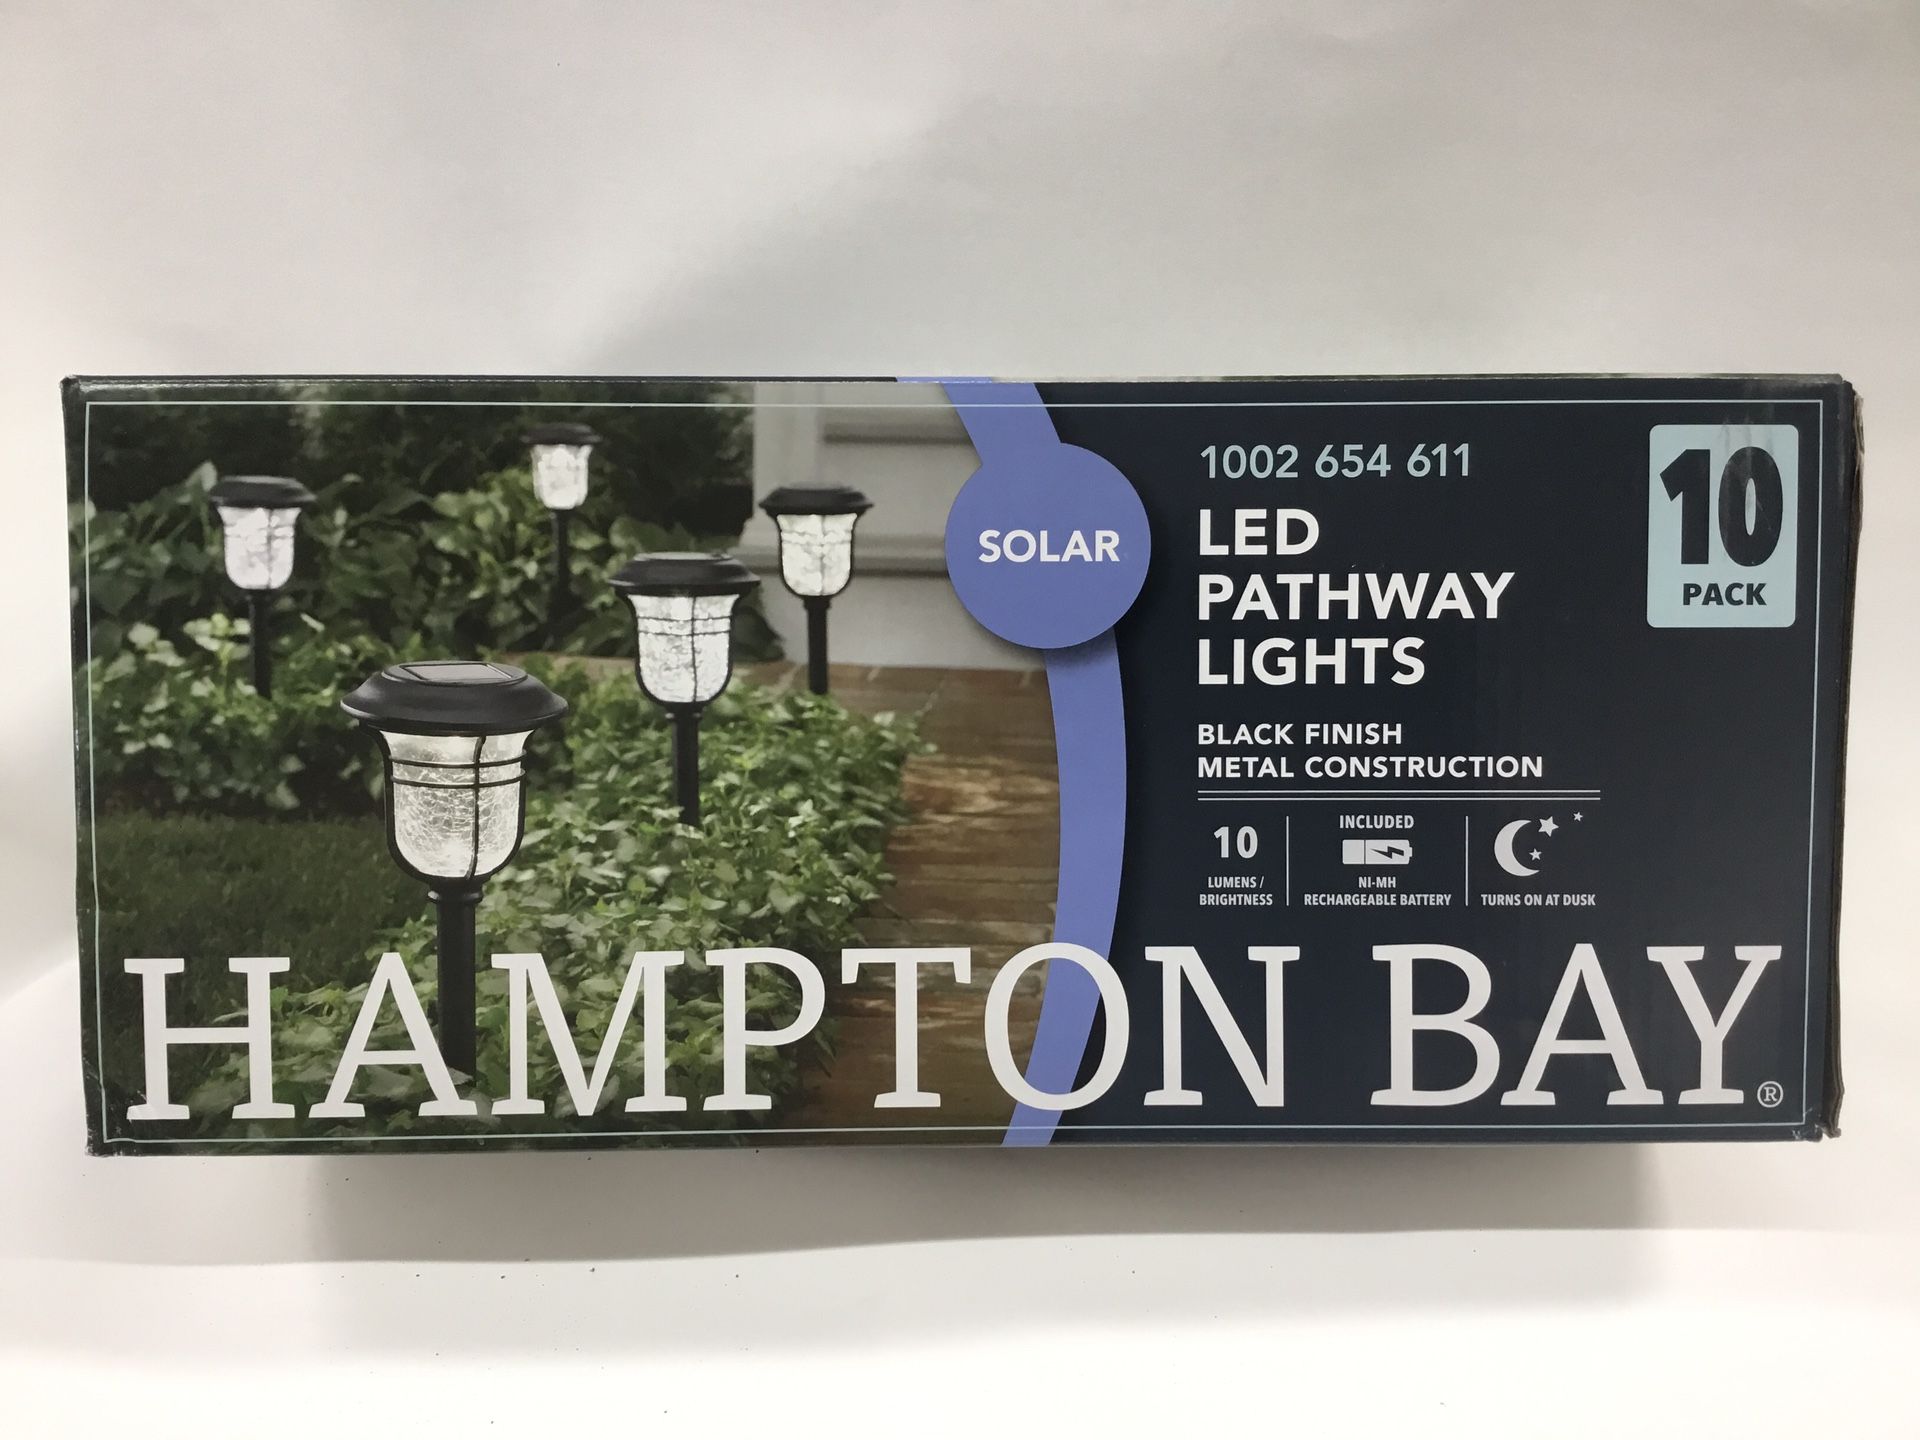 SOLAR
1002 654 611
LED
PATHWAY
LIGHTS
BLACK FINISH
METAL CONSTRUCTION
10
LUMENS /
BRIGHTNESS
INCLUDED
NI-MH
RECHARGEABLE BATTERY
TURNS ON AT DUSK
10
PACK
HAMPTON BAY®